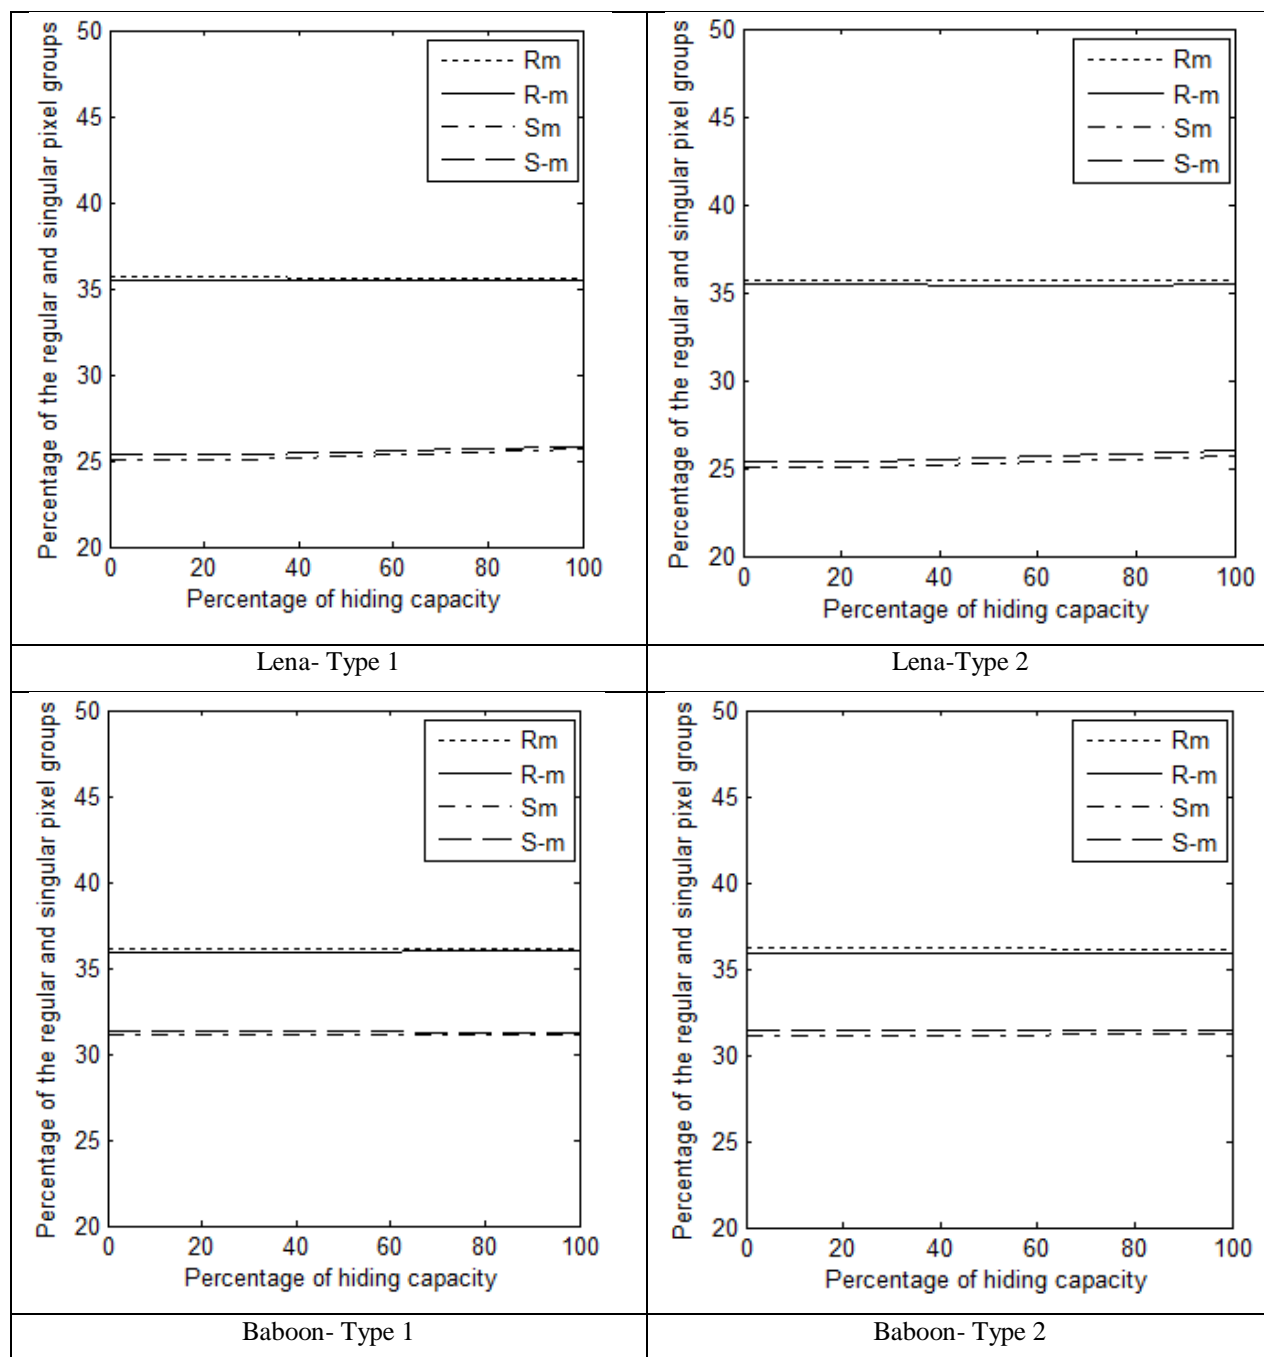 Percentage of the regular and singular pixel groups
50
45
40
35
30
25
20
0 20 40 60 80 100
Percentage of hiding capacity
Rm
R-m
Sm
S-m
Percentage of the regular and singular pixel groups
50
45
40
35
30
25
20
0 20 40 60 80 100
Percentage of hiding capacity
Rm
R-m
Sm
S-m
Lena- Type 1
Lena-Type 2
Percentage of the regular and singular pixel groups
50
45
40
35
30
25
20
0 20 40 60 80 100
Percentage of hiding capacity
Rm
R-m
Sm
S-m
Percentage of the regular and singular pixel groups
50
45
40
35
30
25
20
0 20 40 60 80 100
Percentage of hiding capacity
Rm
R-m
Sm
S-m
Baboon- Type 1
Baboon- Type 2